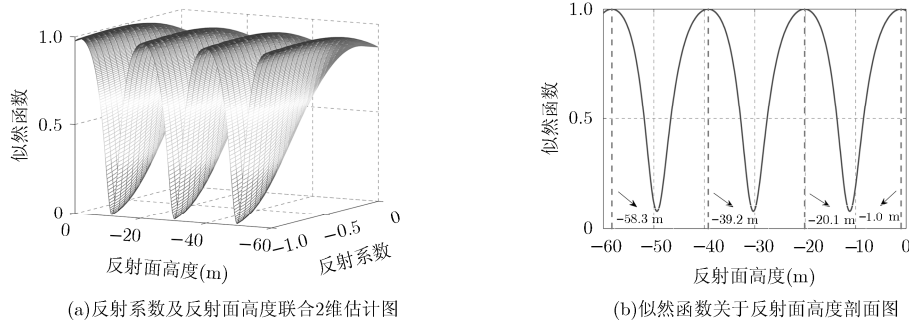 1.0
0.5
0
似然函数
0
−20
−40
−60
−1.0
−0.5
0
反射面高度(m)
反射系数
(a)反射系数及反射面高度联合2维估计图
1.0
0.5
0
似然函数
−58.3 m
−39.2 m
−20.1 m
−1.0 m
−60
−50
−40
−30
−20
−10
0
反射面高度(m)
(b)似然函数关于反射面高度剖面图